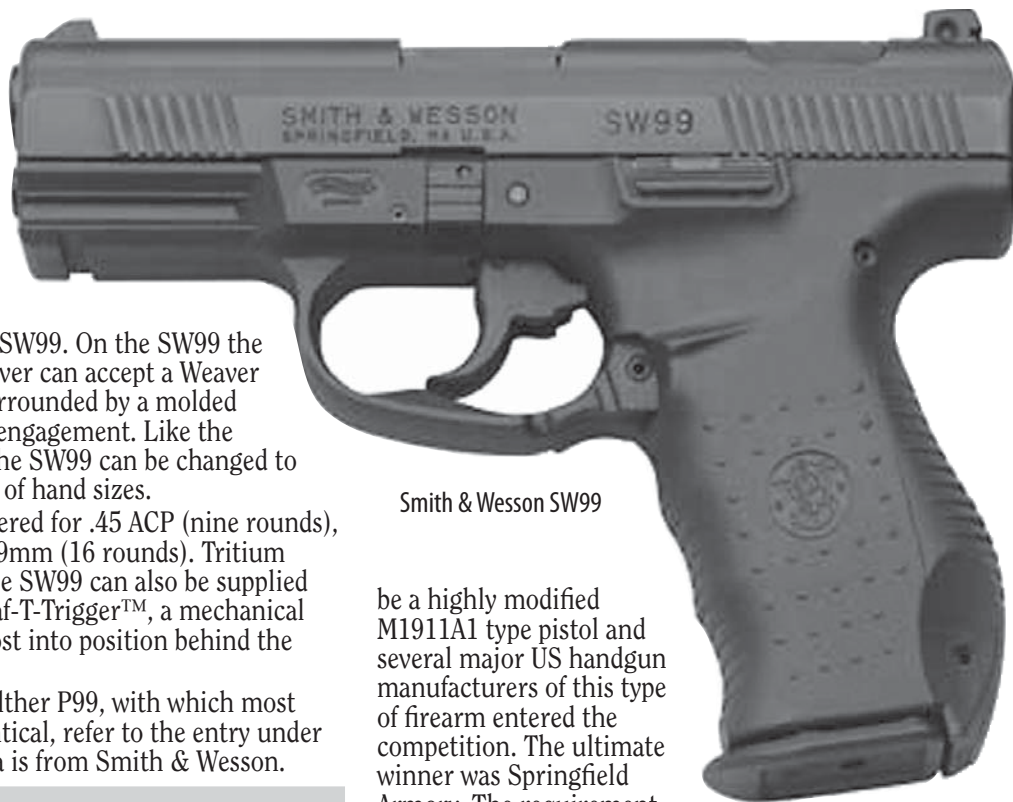 SMITH & WESSON
SPRINGFIELD, MA U.S.A.
SW99
SW99. On the SW99 the
ver can accept a Weaver
rrounded by a molded
engagement. Like the
he SW99 can be changed to
of hand sizes.
ered for .45 ACP (nine rounds),
9mm (16 rounds). Tritium
e SW99 can also be supplied
af-T-Trigger™, a mechanical
ost into position behind the
lther P99, with which most
tical, refer to the entry under
a is from Smith & Wesson.
Smith & Wesson SW99
be a highly modified
M1911A1 type pistol and
several major US handgun
manufacturers of this type
of firearm entered the
competition. The ultimate
winner was Springfield
Armory. The requirement